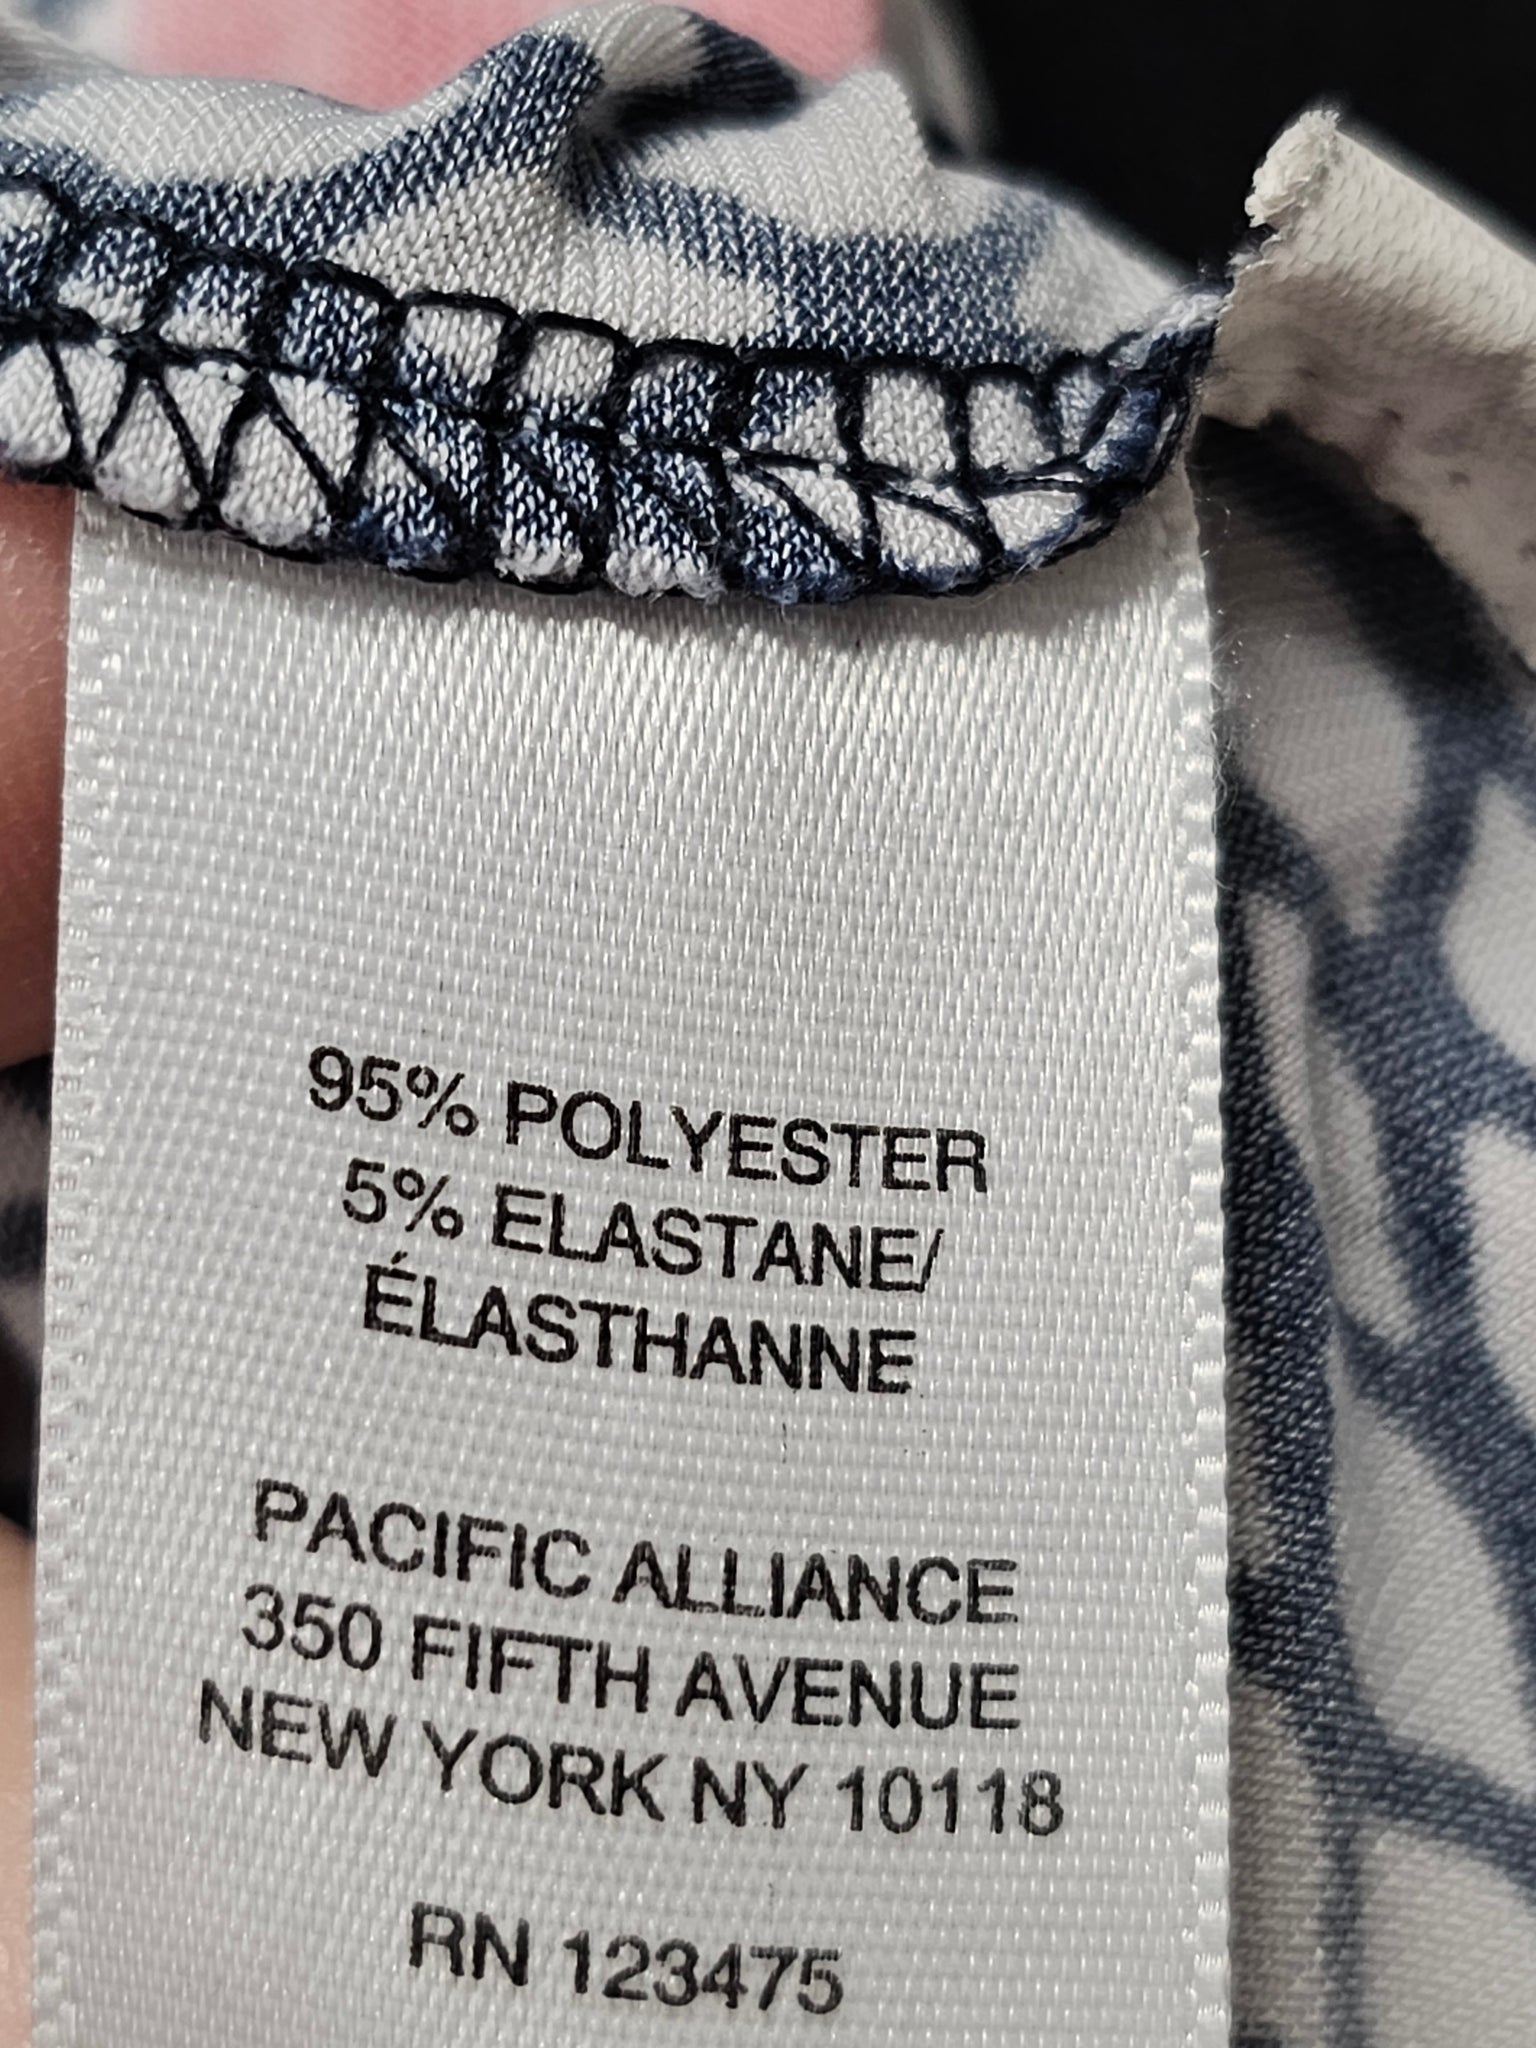 95% POLYESTER
5% ELASTANE/
ÉLASTHANNE
PACIFIC ALLIANCE
350 FIFTH AVENUE
NEW YORK NY 10118
RN 123475